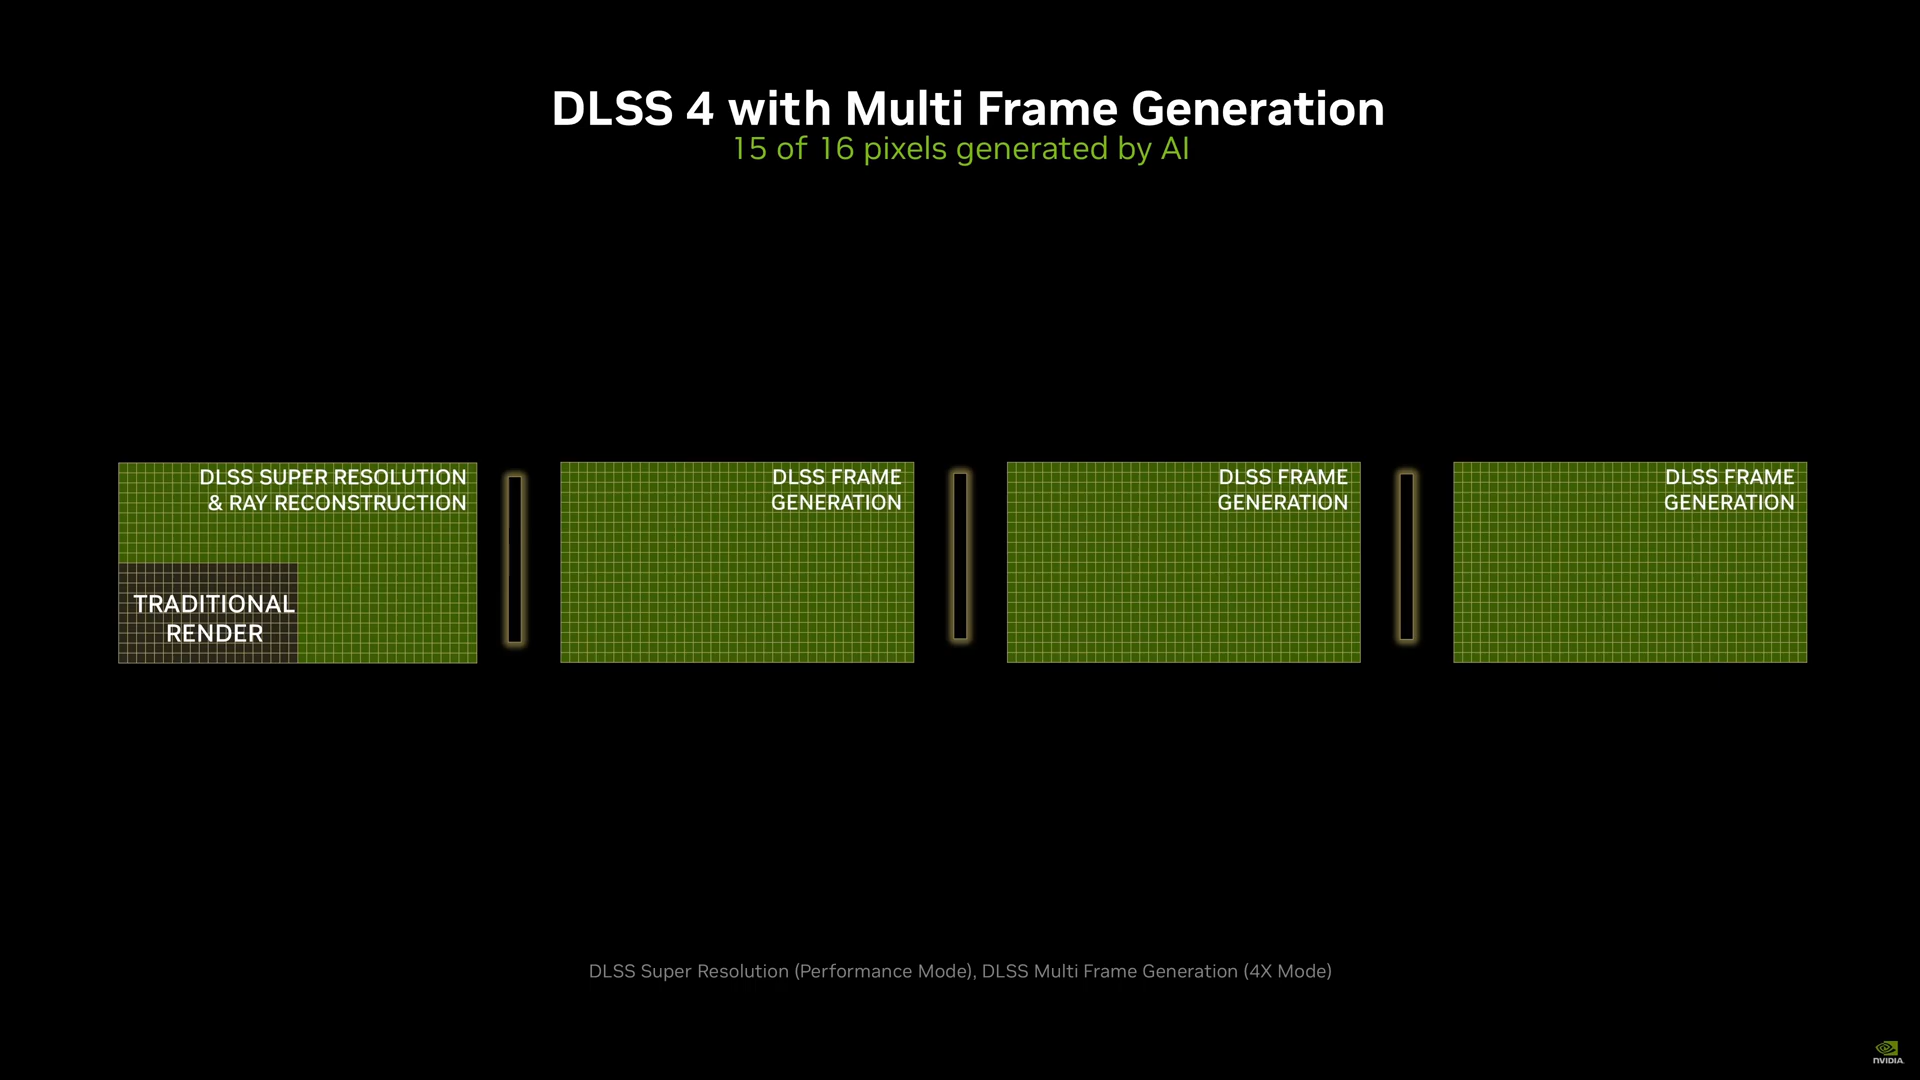 DLSS 4 with Multi Frame Generation
15 of 16 pixels generated by AI
DLSS SUPER RESOLUTION
& RAY RECONSTRUCTION
TRADITIONAL
RENDER
DLSS FRAME
GENERATION
DLSS FRAME
GENERATION
DLSS FRAME
GENERATION
DLSS Super Resolution (Performance Mode), DLSS Multi Frame Generation (4X Mode)
NVIDIA